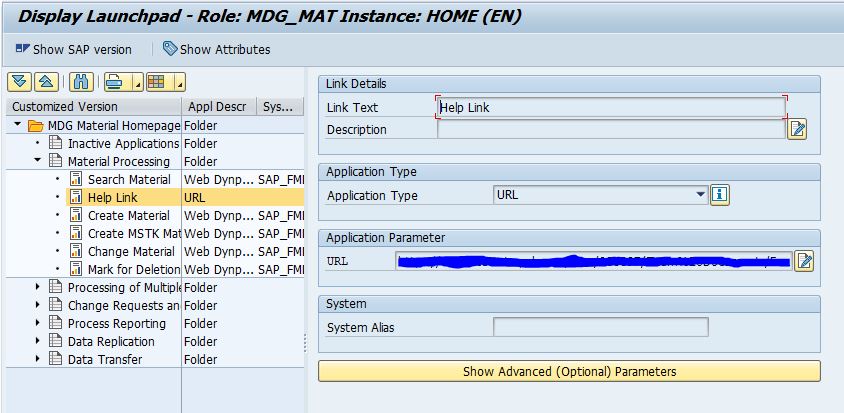 Display Launchpad - Role: MDG_MAT Instance: HOME (EN)
Show SAP version Show Attributes
Customized Version Appl Descr Sys...
MDG Material Homepage Folder
Inactive Applications Folder
Material Processing Folder
Search Material Web Dynp... SAP_FMI
Help Link URL
Create Material Web Dynp... SAP_FMI
Create MSTK Mat Web Dynp... SAP_FMI
Change Material Web Dynp... SAP_FMI
Mark for Deletion Web Dynp... SAP_FMI
Processing of Multiple Folder
Change Requests an Folder
Process Reporting Folder
Data Replication Folder
Data Transfer Folder
Link Details
Link Text Help Link
Description
Application Type
Application Type URL
Application Parameter
URL
System
System Alias
Show Advanced (Optional) Parameters